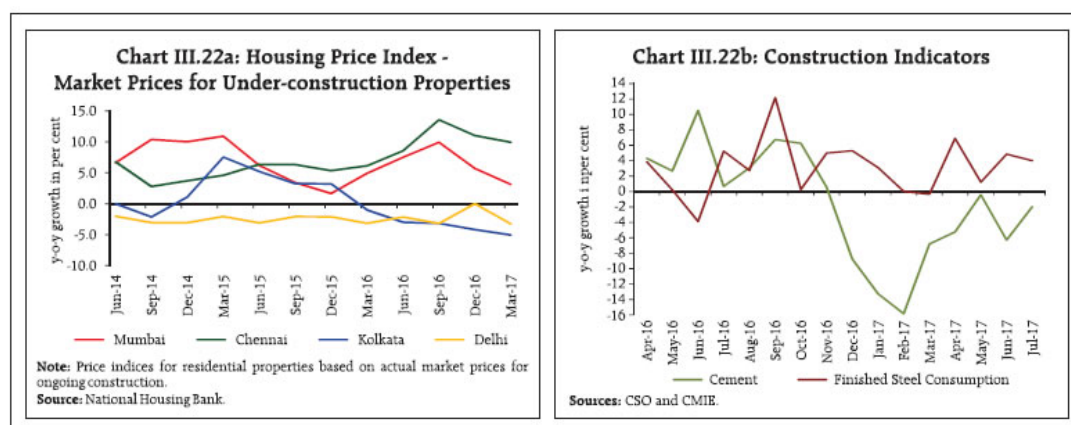 Chart III.22a: Housing Price Index -
Market Prices for Under-construction Properties
y-o-y growth in per cent
15.0
10.0
5.0
0.0
-5.0
-10.0
Jun-14
Sep-14
Dec-14
Mar-15
Jun-15
Sep-15
Dec-15
Mar-16
Jun-16
Sep-16
Dec-16
Mar-17
Mumbai Chennai Kolkata Delhi
Note: Price indices for residential properties based on actual market prices for
ongoing construction.
Source: National Housing Bank.
Chart III.22b: Construction Indicators
y-o-y growth i nper cent
14
12
10
8
6
4
2
0
-2
-4
-6
-8
-10
-12
-14
-16
Apr-16
May-16
Jun-16
Jul-16
Aug-16
Sep-16
Oct-16
Nov-16
Dec-16
Jan-17
Feb-17
Mar-17
Apr-17
May-17
Jun-17
Jul-17
Cement Finished Steel Consumption
Sources: CSO and CMIE.